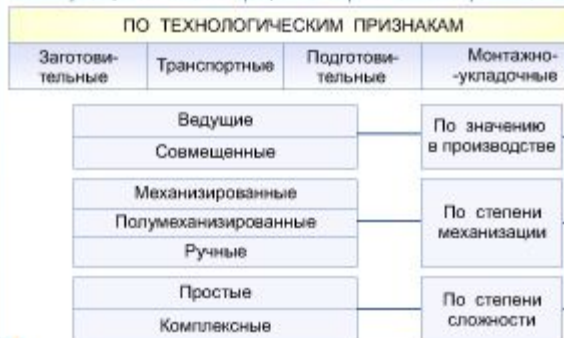 ПО ТЕХНОЛОГИЧЕСКИМ ПРИЗНАКАМ
Заготови-
тельные
Транспортные
Подготови-
тельные
Монтажно-
-укладочные
Ведущие
Совмещенные
По значению
в производстве
Механизированные
Полумеханизированные
Ручные
По степени
механизации
Простые
Комплексные
По степени
сложности